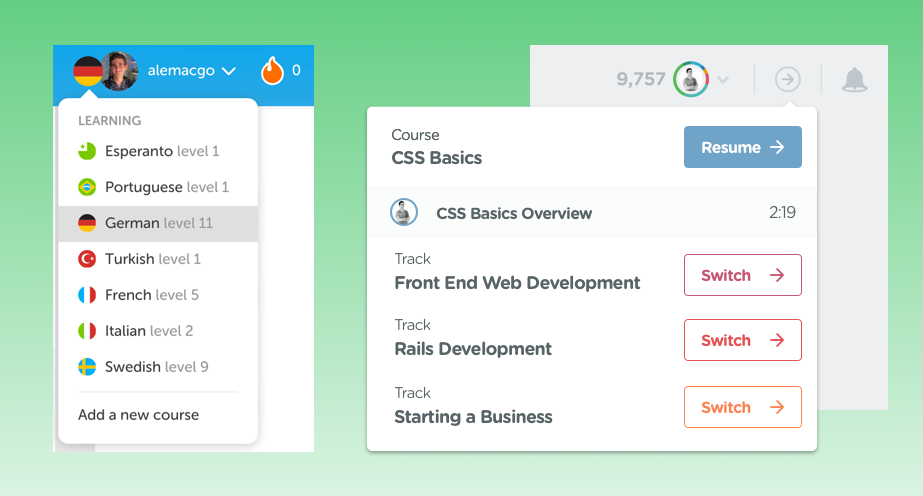 alemacgo
0
LEARNING
Esperanto level 1
Portuguese level 1
German level 11
Turkish level 1
French level 5
Italian level 2
Swedish level 9
Add a new course
9,757
Course
CSS Basics
Resume
CSS Basics Overview
2:19
Track
Front End Web Development
Switch
Track
Rails Development
Switch
Track
Starting a Business
Switch